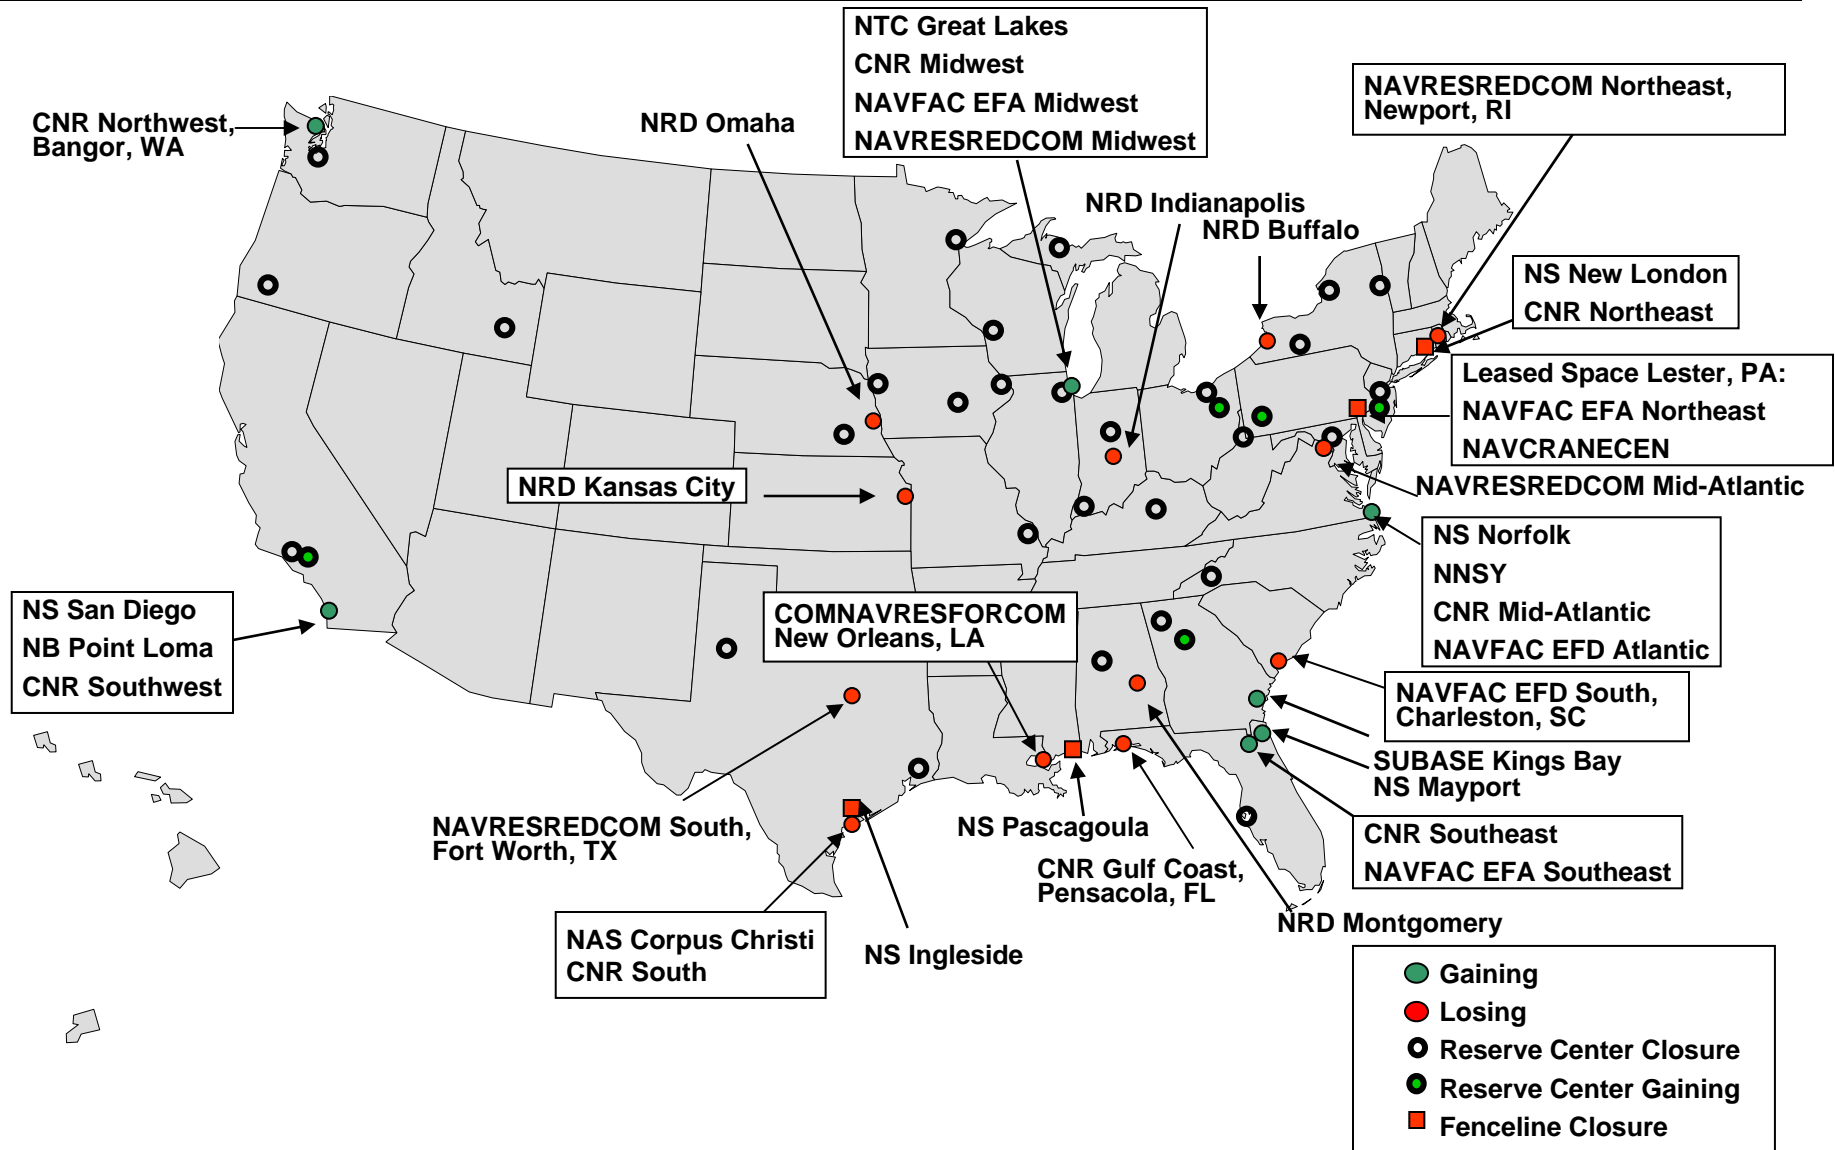 NTC Great Lakes
CNR Midwest
NAVFAC EFA Midwest
NAVRESREDCOM Midwest
NAVRESREDCOM Northeast,
Newport, RI
CNR Northwest,
Bangor, WA
NRD Omaha
NRD Indianapolis
NRD Buffalo
NS New London
CNR Northeast
Leased Space Lester, PA:
NAVFAC EFA Northeast
NAVCRANECEN
NRD Kansas City
NAVRESREDCOM Mid-Atlantic
NS Norfolk
NNSY
CNR Mid-Atlantic
NAVFAC EFD Atlantic
NS San Diego
NB Point Loma
CNR Southwest
COMNAVRESFORCOM
New Orleans, LA
NAVFAC EFD South,
Charleston, SC
SUBASE Kings Bay
NS Mayport
NAVRESREDCOM South,
Fort Worth, TX
NS Pascagoula
CNR Gulf Coast,
Pensacola, FL
CNR Southeast
NAVFAC EFA Southeast
NRD Montgomery
NAS Corpus Christi
CNR South
NS Ingleside
Gaining
Losing
Reserve Center Closure
Reserve Center Gaining
Fenceline Closure